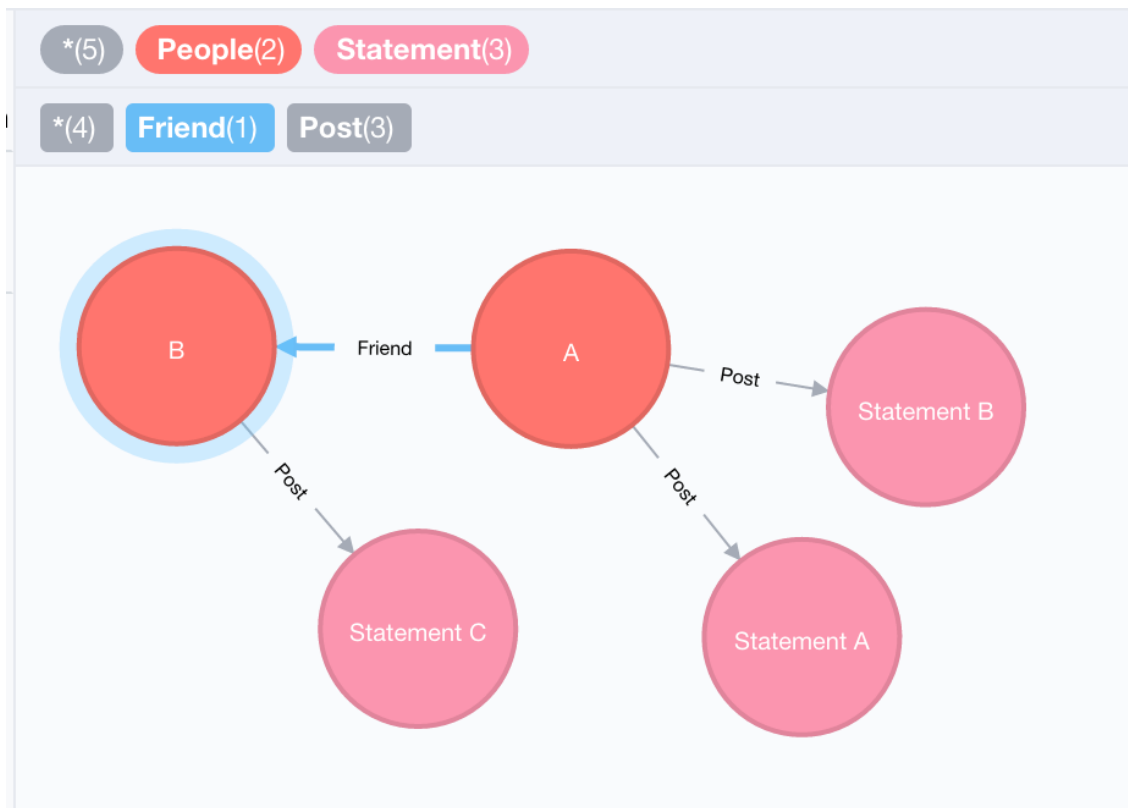 *(5) People(2) Statement(3)
*(4) Friend(1) Post(3)
B
Friend
A
Post
Statement B
Post
Post
Statement C
Statement A